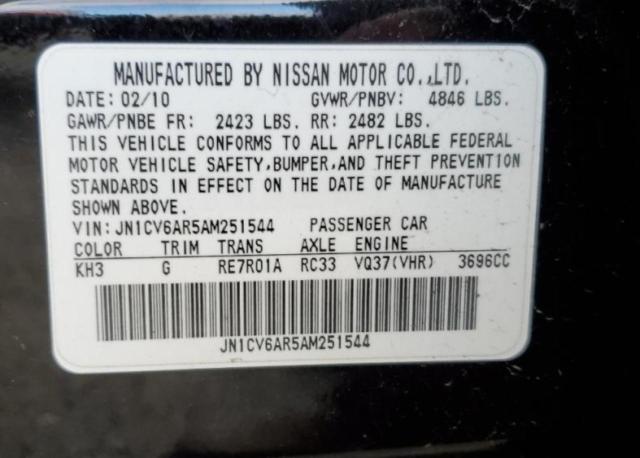 MANUFACTURED BY NISSAN MOTOR CO.,LTD.
DATE: 02/10 GVWR/PNBV: 4846 LBS.
GAWR/PNBE FR: 2423 LBS. RR: 2482 LBS.
THIS VEHICLE CONFORMS TO ALL APPLICABLE FEDERAL
MOTOR VEHICLE SAFETY,BUMPER,AND THEFT PREVENTION
STANDARDS IN EFFECT ON THE DATE OF MANUFACTURE
SHOWN ABOVE.
VIN: JN1CV6AR5AM251544 PASSENGER CAR
COLOR TRIM TRANS AXLE ENGINE
KH3 G RE7R01A RC33 VQ37(VHR) 3696CC
JN1CV6AR5AM251544